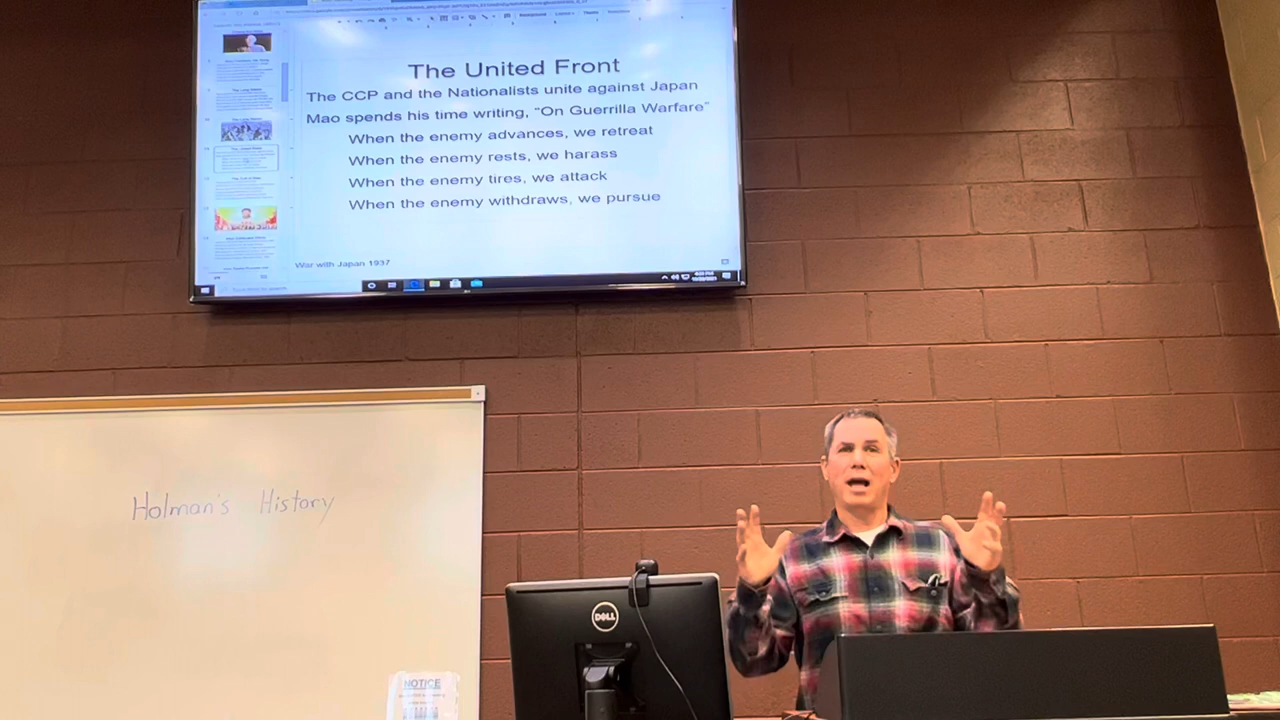 The United Front
The CCP and the Nationalists unite against Japan
Mao spends his time writing, “On Guerrilla Warfare”
When the enemy advances, we retreat
When the enemy rests, we harass
When the enemy tires, we attack
When the enemy withdraws, we pursue
War with Japan 1937
Holman's History
DELL
NOTICE